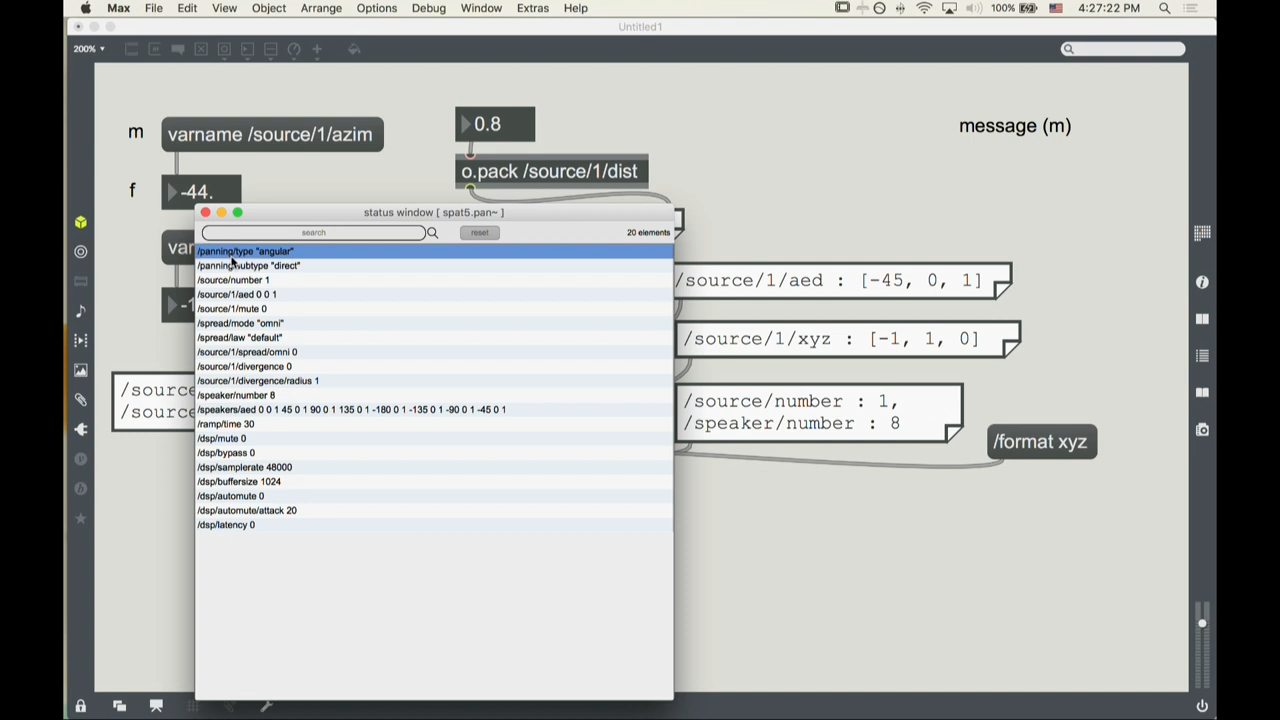 Max File Edit View Object Arrange Options Debug Window Extras Help 100% 4:27:22 PM
Untitled1
200%
m varname /source/1/azim 0.8 message (m)
o.pack /source/1/dist
f -44.
status window [ spat5.pan~ ]
search reset 20 elements
/panning/type "angular"
/panning/subtype "direct"
/source/number 1
/source/1/aed 0 0 1
/source/1/mute 0
/spread/mode "omni"
/spread/law "default"
/source/1/spread/omni 0
/source/1/divergence 0
/source/1/divergence/radius 1
/speaker/number 8
/speakers/aed 0 0 1 45 0 1 90 0 1 135 0 1 -180 0 1 -135 0 1 -90 0 1 -45 0 1
/ramp/time 30
/dsp/mute 0
/dsp/bypass 0
/dsp/samplerate 48000
/dsp/buffersize 1024
/dsp/automute 0
/dsp/automute/attack 20
/dsp/latency 0
var
-1
/source
/source
/source/1/aed : [-45, 0, 1]
/source/1/xyz : [-1, 1, 0]
/source/number : 1,
/speaker/number : 8
/format xyz